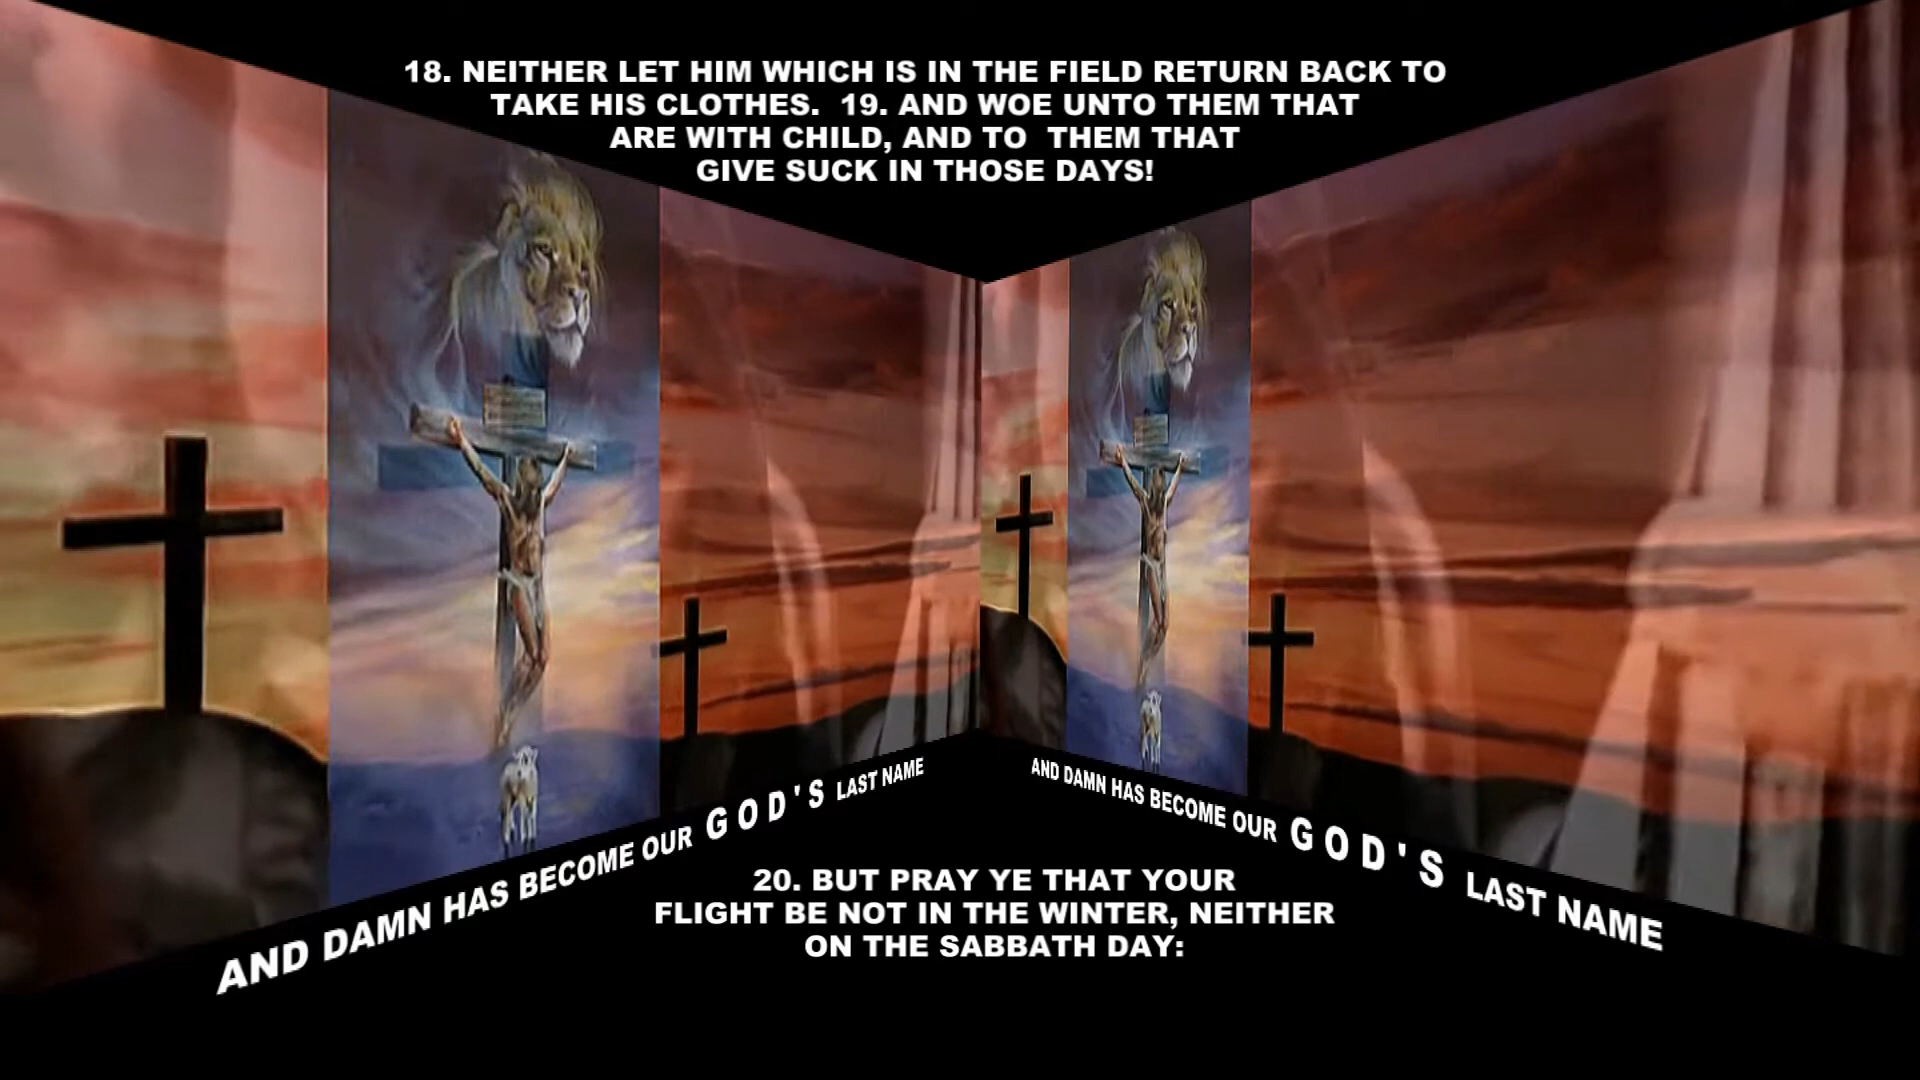 18. NEITHER LET HIM WHICH IS IN THE FIELD RETURN BACK TO
TAKE HIS CLOTHES.  19. AND WOE UNTO THEM THAT
ARE WITH CHILD, AND TO  THEM THAT
GIVE SUCK IN THOSE DAYS!
AND DAMN HAS BECOME OUR G O D ' S LAST NAME
AND DAMN HAS BECOME OUR G O D ' S LAST NAME
20. BUT PRAY YE THAT YOUR
FLIGHT BE NOT IN THE WINTER, NEITHER
ON THE SABBATH DAY: